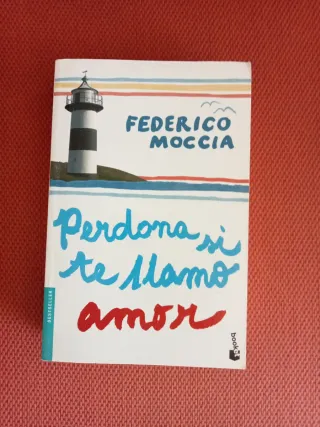 FEDERICO
MOCCIA
Perdona si
te llamo
amor
BESTSELLER
booket